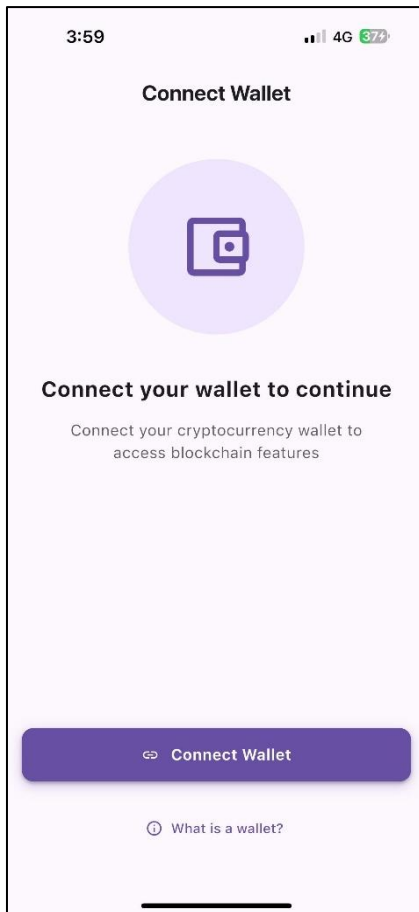 3:59 4G 37
Connect Wallet
Connect your wallet to continue
Connect your cryptocurrency wallet to
access blockchain features
Connect Wallet
What is a wallet?